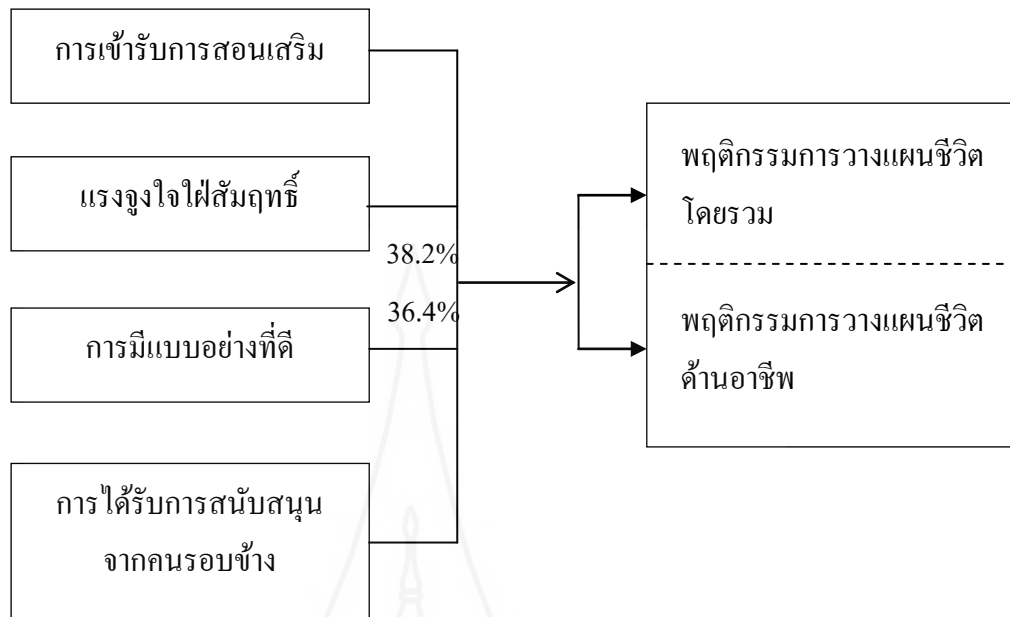 การเข้ารับการสอนเสริม
แรงจูงใจใฝ่สัมฤทธิ์
38.2%
36.4%
การมีแบบอย่างที่ดี
การได้รับการสนับสนุน
จากคนรอบข้าง
พฤติกรรมการวางแผนชีวิต
โดยรวม
พฤติกรรมการวางแผนชีวิต
ด้านอาชีพ